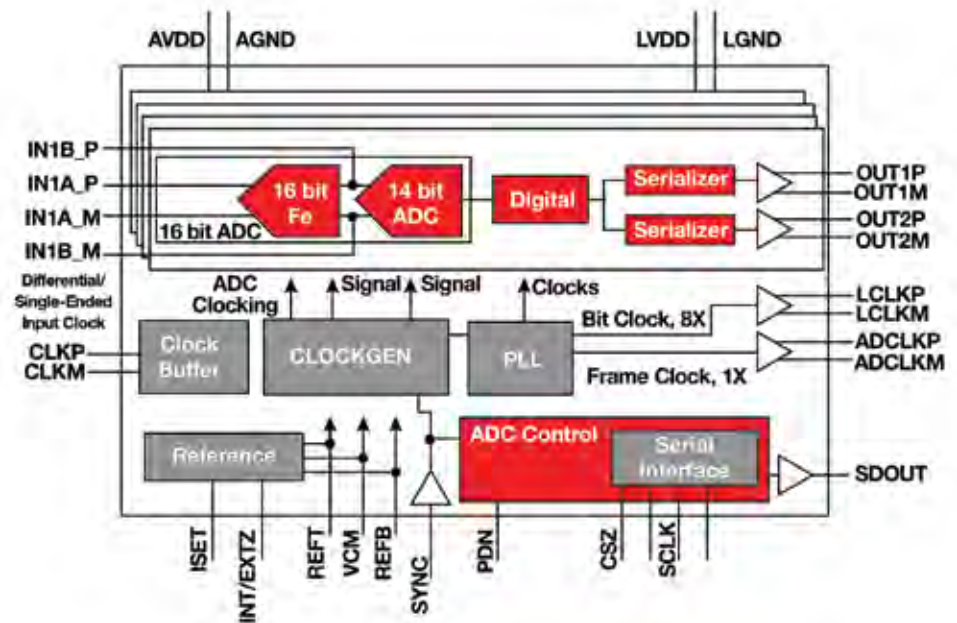 AVDD AGND
LVDD LGND
IN1B_P
IN1A_P
IN1A_M
IN1B_M
16 bit
Fe
14 bit
ADC
16 bit ADC
Digital
Serializer
Serializer
OUT1P
OUT1M
OUT2P
OUT2M
Differential/
Single-Ended
Input Clock
ADC
Clocking
Signal
Signal
Clocks
CLKP
CLKM
Clock
Buffer
CLOCKGEN
PLL
Bit Clock, 8X
Frame Clock, 1X
LCLKP
LCLKM
ADCLKP
ADCLKM
Reference
ADC Control
Serial
Interface
SDOUT
ISET
INT/EXTZ
REFT
VCM
REFB
SYNC
PDN
CSZ
SCLK